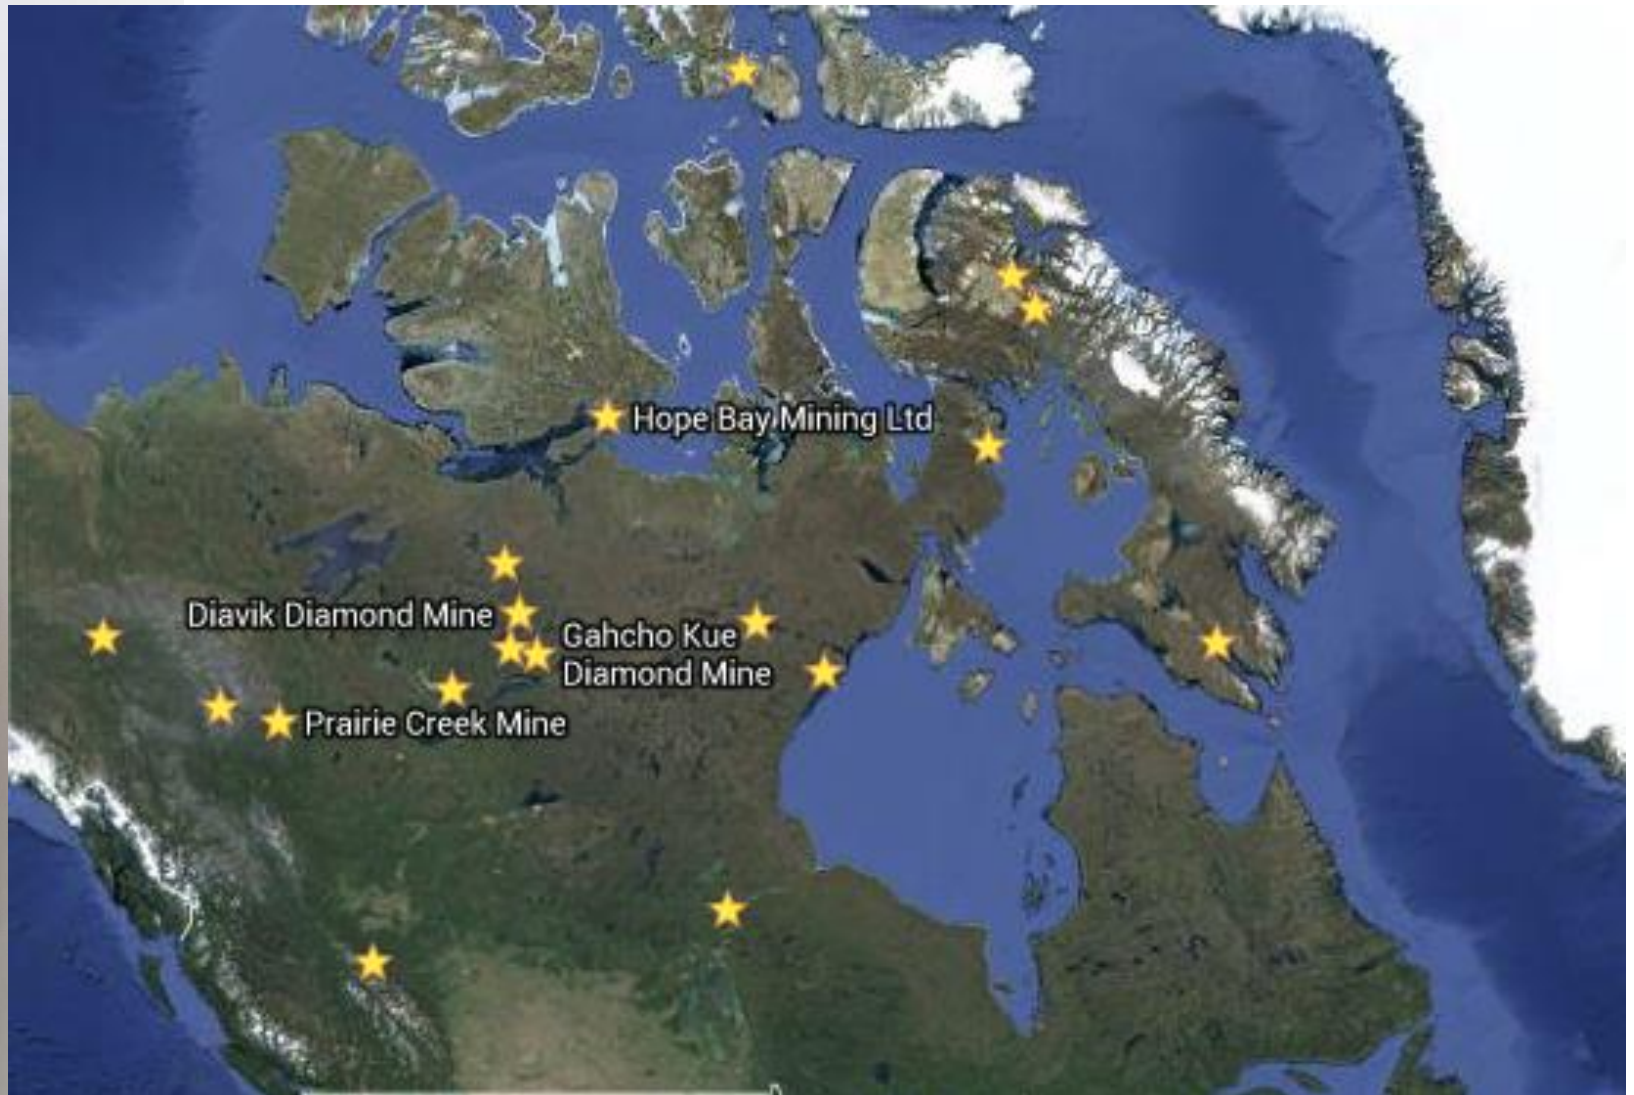 Hope Bay Mining Ltd
Diavik Diamond Mine
Gahcho Kue
Diamond Mine
Prairie Creek Mine